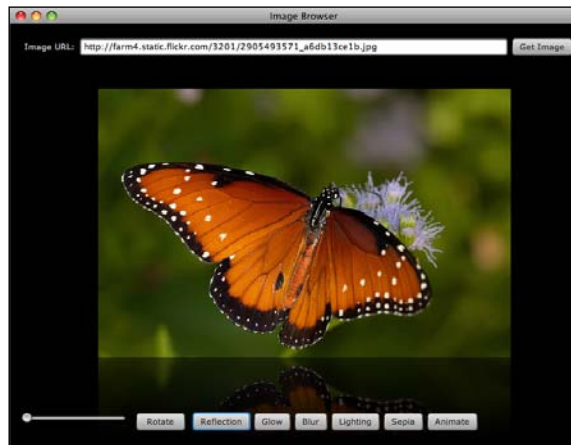 Image Browser
Image URL: http://farm4.static.flickr.com/3201/2905493571_a6db13ce1b.jpg Get Image
Rotate Reflection Glow Blur Lighting Sepia Animate